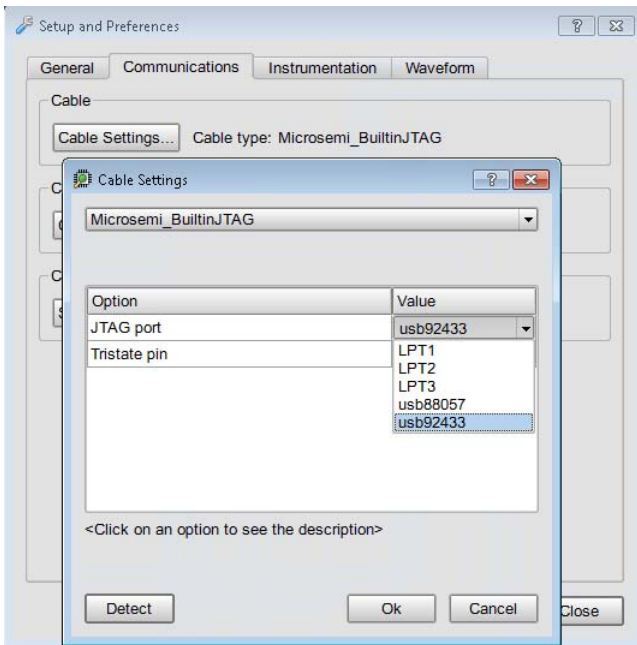 Setup and Preferences
General Communications Instrumentation Waveform
Cable
Cable Settings... Cable type: Microsemi_BuiltinJTAG
Cable Settings
Microsemi_BuiltinJTAG
Option Value
JTAG port usb92433
Tristate pin
LPT1
LPT2
LPT3
usb88057
usb92433
<Click on an option to see the description>
Detect Ok Cancel Close